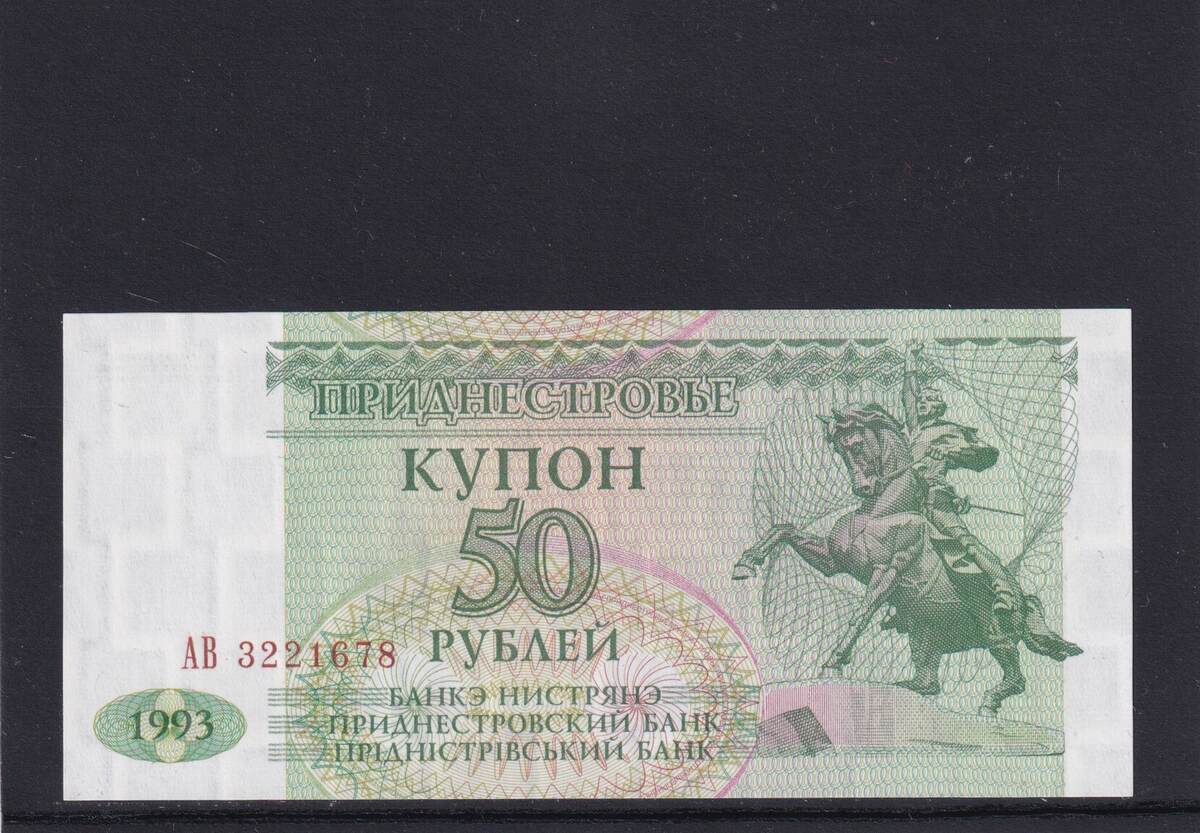 ПРИДНЕСТРОВЬЕ
КУПОН
50
РУБЛЕЙ
АВ 3221678
БАНКЭ НИСТРЯНЭ
1993 ПРИДНЕСТРОВСКИЙ БАНК
ПРІДНІСТРІВСЬКИЙ БАНК